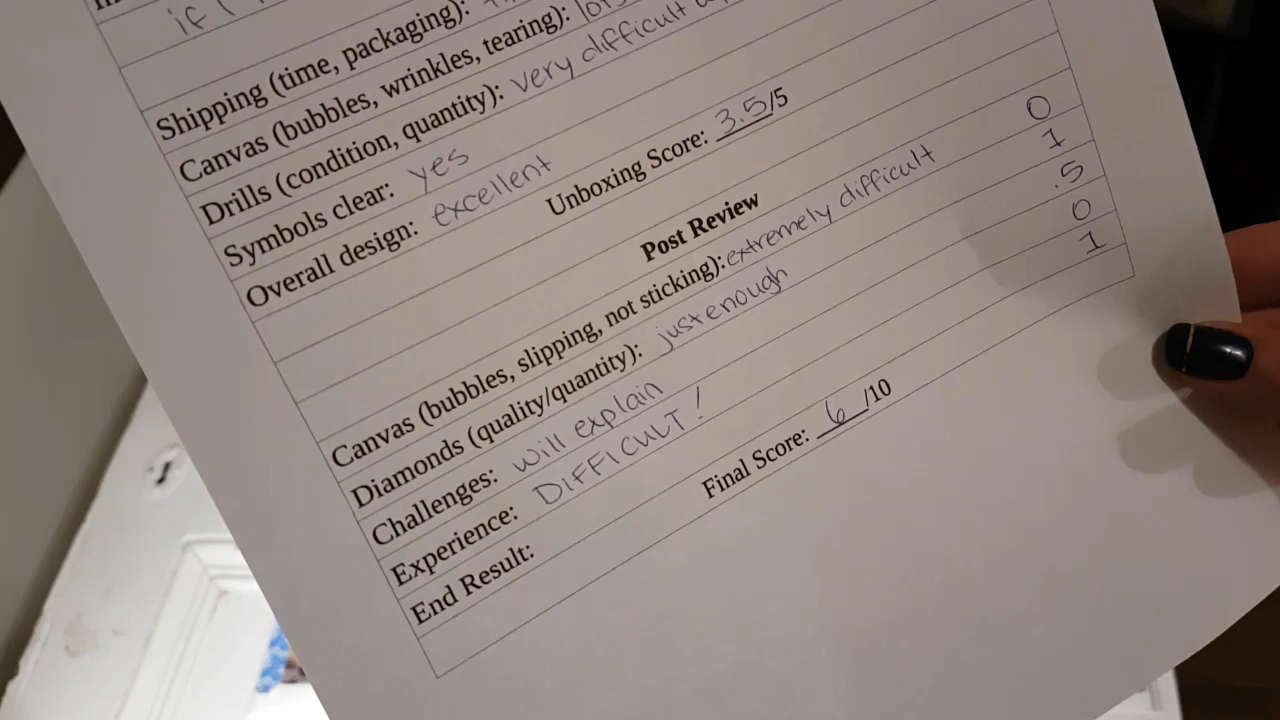 if I
Shipping (time, packaging):
Canvas (bubbles, wrinkles, tearing): lots
Drills (condition, quantity): very difficult
Symbols clear: yes
Overall design: excellent
Unboxing Score: 3.5/5
Post Review
Canvas (bubbles, slipping, not sticking): extremely difficult 0
Diamonds (quality/quantity): just enough 1
Challenges: will explain .5
Experience: DIFFICULT! 0
End Result: 1
Final Score: 6/10